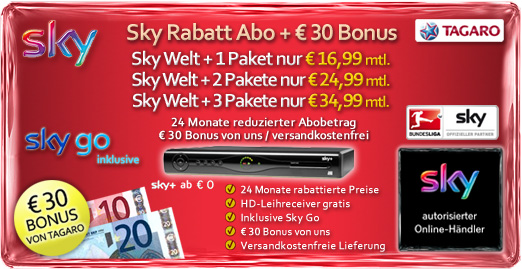 sky
Sky Rabatt Abo + € 30 Bonus
TAGARO
Sky Welt + 1 Paket nur € 16,99 mtl.
Sky Welt + 2 Pakete nur € 24,99 mtl.
Sky Welt + 3 Pakete nur € 34,99 mtl.
24 Monate reduzierter Abobetrag
€ 30 Bonus von uns / versandkostenfrei
BUNDESLIGA
sky
OFFIZIELLER PARTNER
sky go
inklusive
sky+
sky+ ab € 0
24 Monate rabattierte Preise
HD-Leihreceiver gratis
Inklusive Sky Go
€ 30 Bonus von uns
Versandkostenfreie Lieferung
€ 30
BONUS
VON TAGARO
10
20
sky
autorisierter
Online-Händler